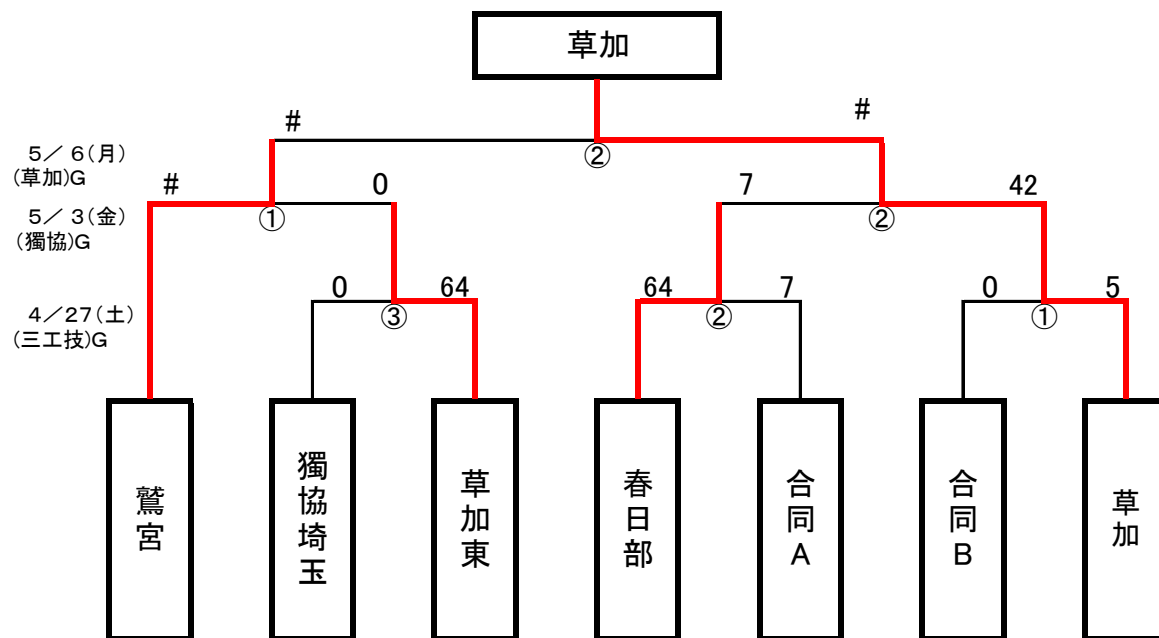 草加
#
#
5／ 6(月)
(草加)G
②
#
0
7
42
5／ 3(金)
(獨協)G
①
②
0
64
64
7
0
5
4／27(土)
(三工技)G
③
②
①
鷲宮
獨協埼玉
草加東
春日部
合同A
合同B
草加